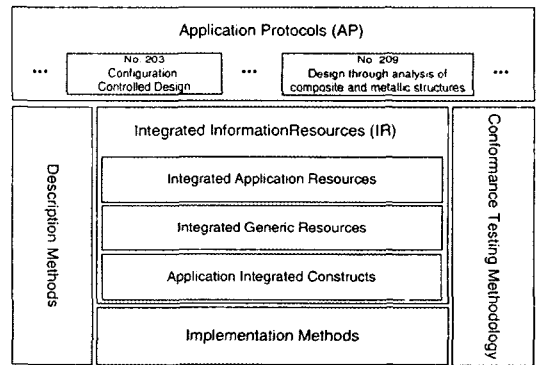 Application Protocols (AP)
•••
No. 203
Configuration
Controlled Design
•••
No. 209
Design through analysis of
composite and metallic structures
•••
Description Methods
Integrated InformationResources (IR)
Integrated Application Resources
Integrated Generic Resources
Application Integrated Constructs
Implementation Methods
Conformance Testing Methodology